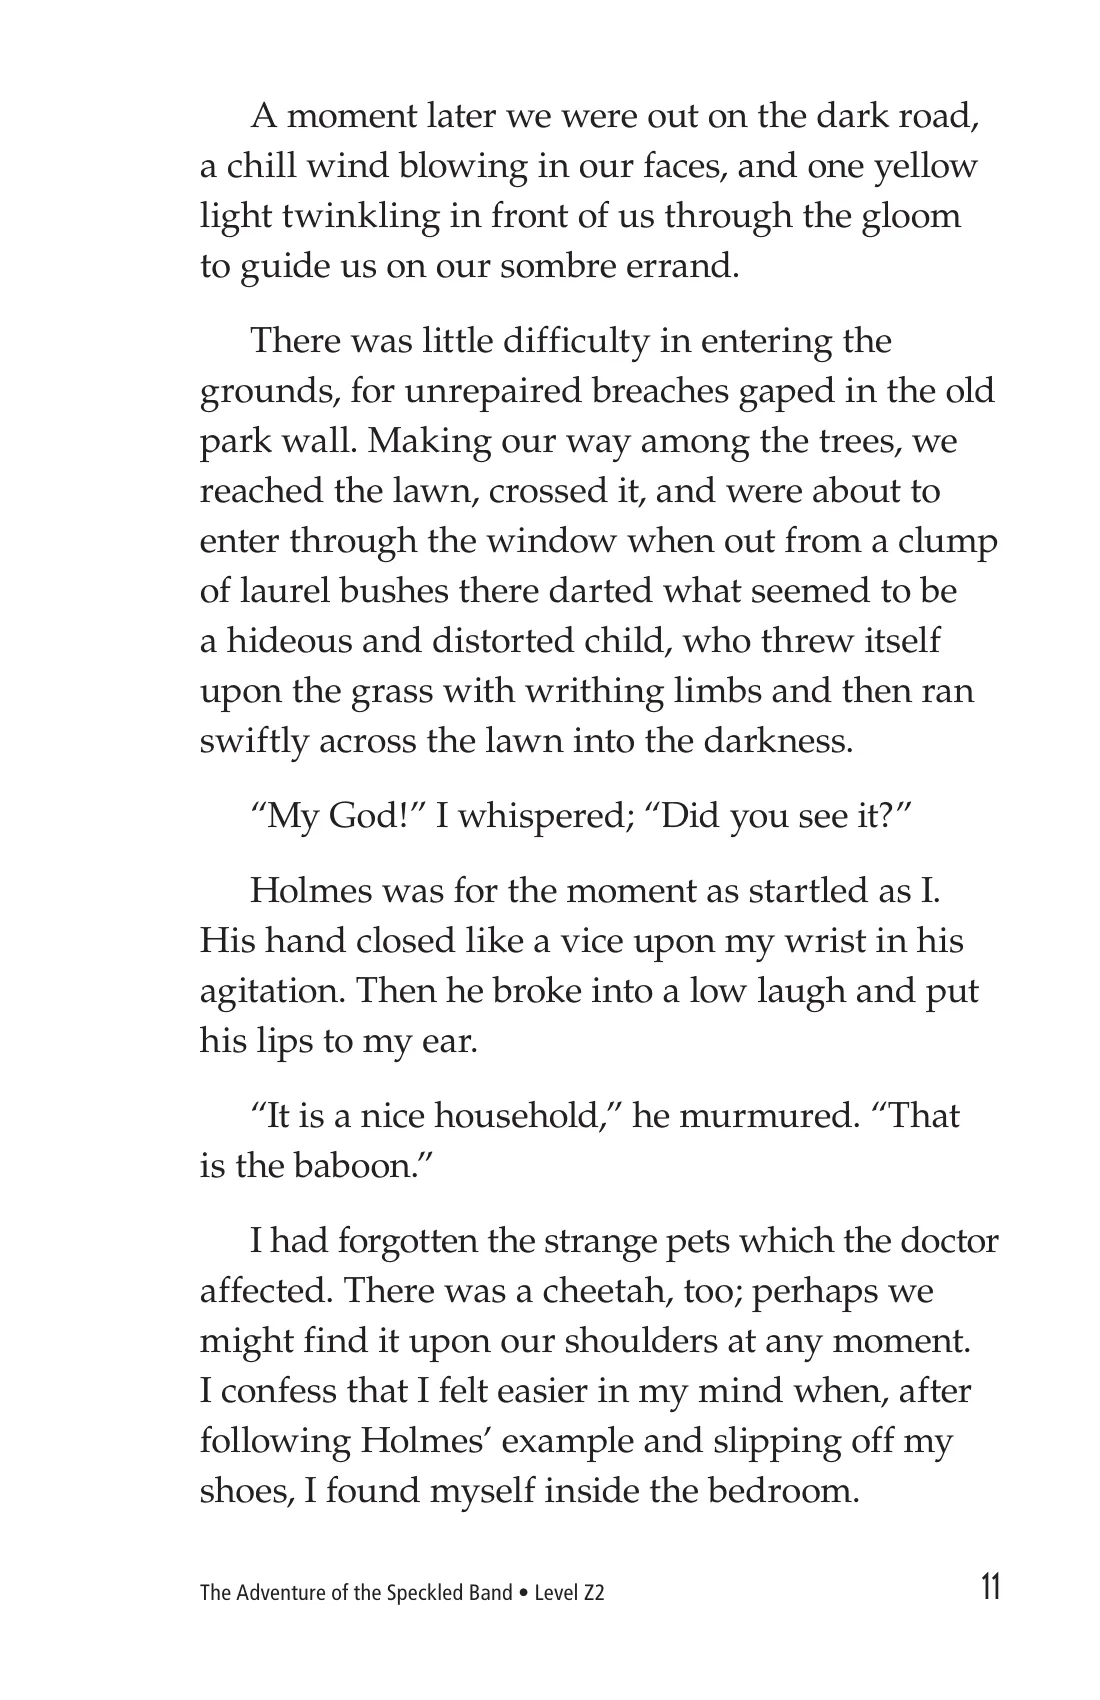 A moment later we were out on the dark road,
a chill wind blowing in our faces, and one yellow
light twinkling in front of us through the gloom
to guide us on our sombre errand.
There was little difficulty in entering the
grounds, for unrepaired breaches gaped in the old
park wall. Making our way among the trees, we
reached the lawn, crossed it, and were about to
enter through the window when out from a clump
of laurel bushes there darted what seemed to be
a hideous and distorted child, who threw itself
upon the grass with writhing limbs and then ran
swiftly across the lawn into the darkness.
“My God!” I whispered; “Did you see it?”
Holmes was for the moment as startled as I.
His hand closed like a vice upon my wrist in his
agitation. Then he broke into a low laugh and put
his lips to my ear.
“It is a nice household,” he murmured. “That
is the baboon.”
I had forgotten the strange pets which the doctor
affected. There was a cheetah, too; perhaps we
might find it upon our shoulders at any moment.
I confess that I felt easier in my mind when, after
following Holmes’ example and slipping off my
shoes, I found myself inside the bedroom.
The Adventure of the Speckled Band • Level Z2
11